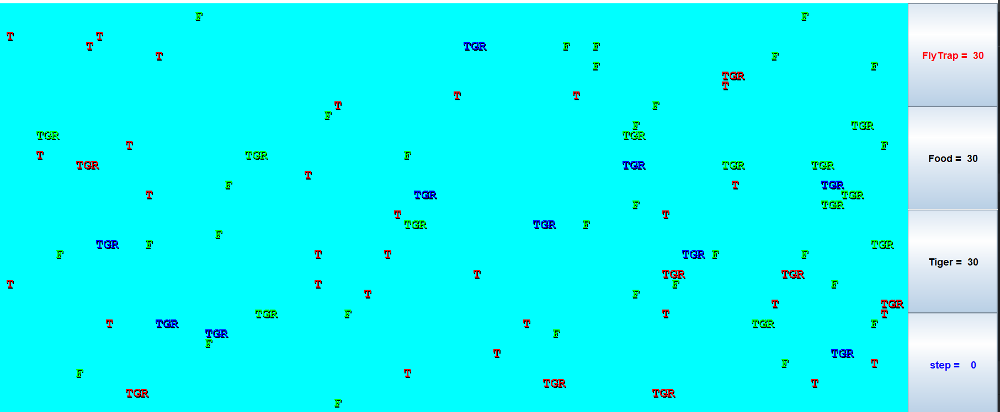 F F
T T
T TGR F F
T F
F F
TGR
T
T T
T F
F
F TGR
TGR TGR
T F
T TGR F
TGR TGR TGR TGR
T
F T TGR
T TGR TGR
F TGR
T T
TGR TGR F
F
TGR F TGR
F T T TGR F F
T TGR TGR
T T F F
T F
T TGR
TGR F T T
T TGR T TGR F
TGR F
F
T TGR
F T
F T
TGR T
TGR TGR
F
FlyTrap = 30
Food = 30
Tiger = 30
step = 0